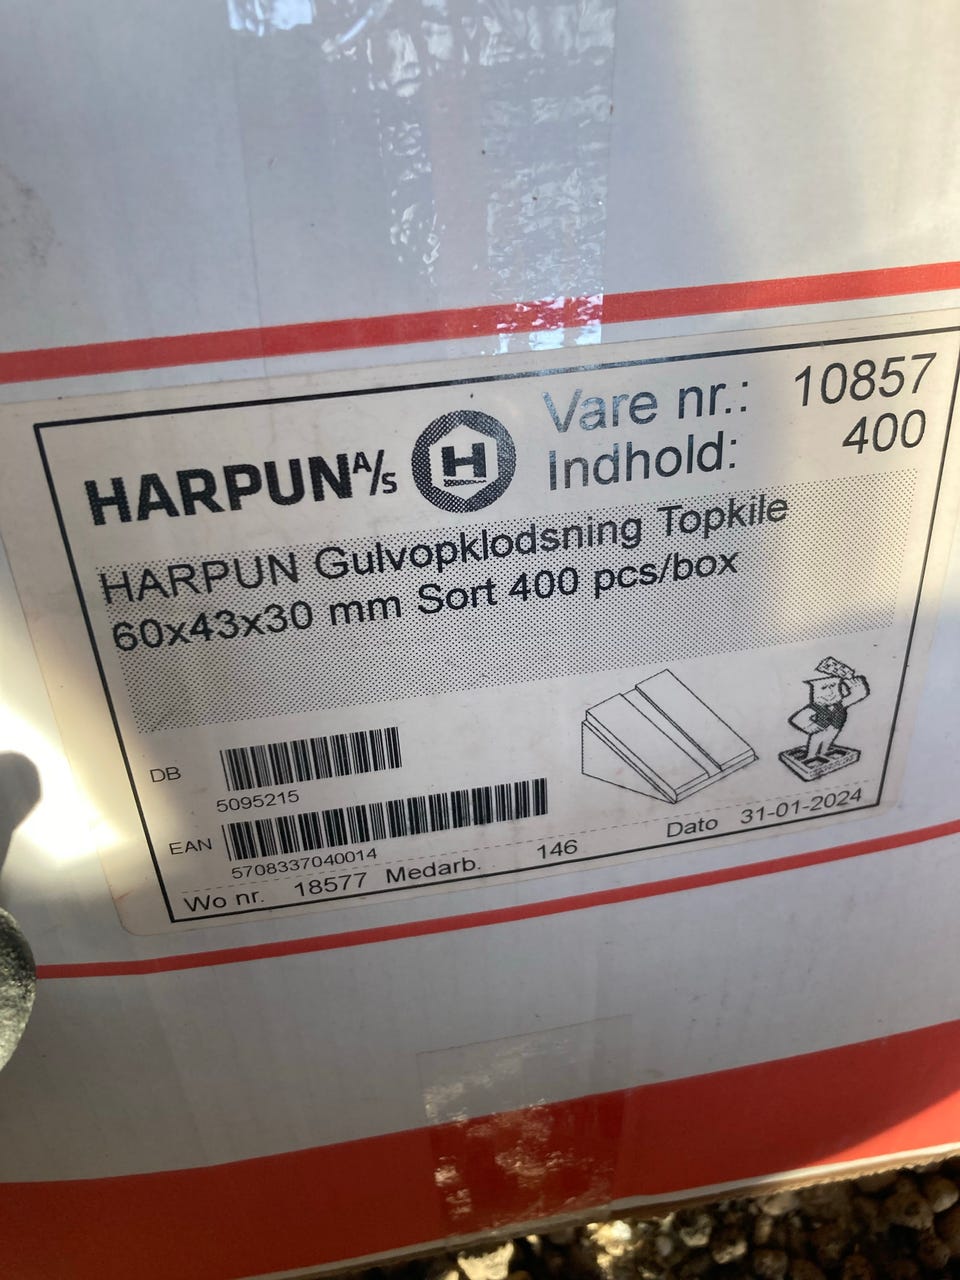 HARPUN A/S H
Vare nr.: 10857
Indhold: 400
HARPUN Gulvopklodsning Topkile
60x43x30 mm Sort 400 pcs/box
DB
5095215
EAN
5708337040014
Wo nr. 18577 Medarb. 146 Dato 31-01-2024